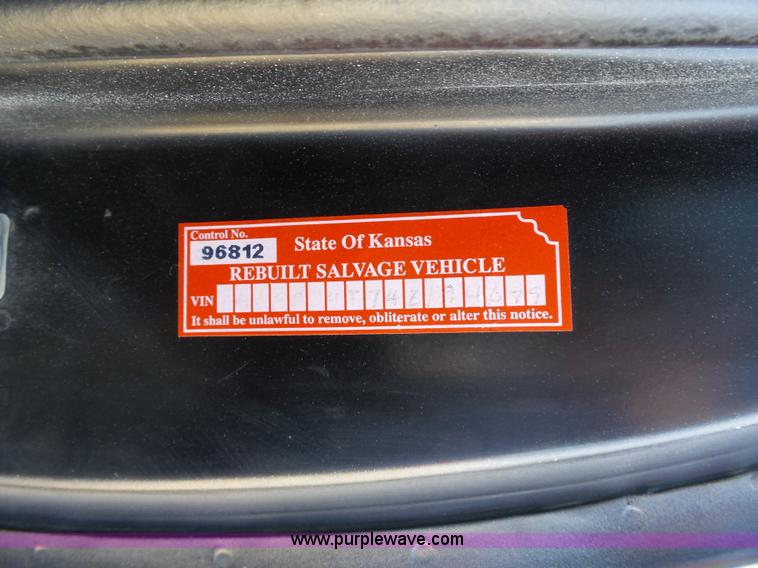 Control No.
96812
State Of Kansas
REBUILT SALVAGE VEHICLE
VIN
It shall be unlawful to remove, obliterate or alter this notice.
www.purplewave.com